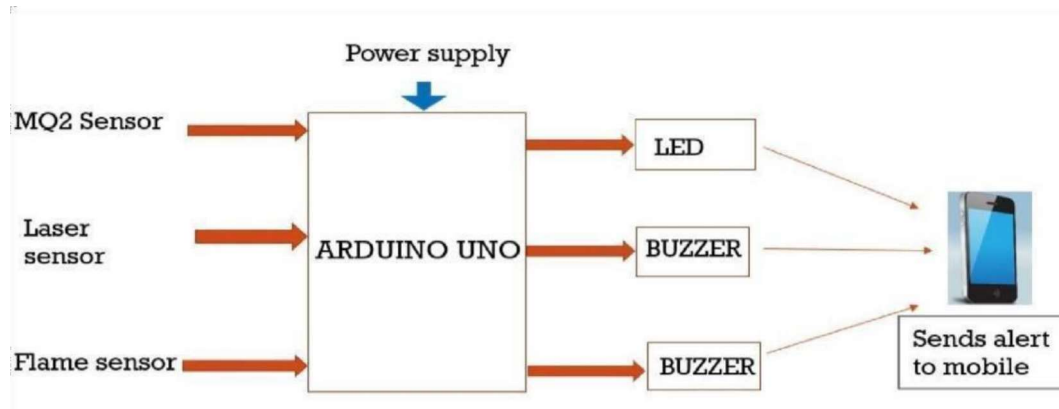 Power supply
MQ2 Sensor
LED
Laser
sensor
ARDUINO UNO
BUZZER
Flame sensor
BUZZER
Sends alert
to mobile